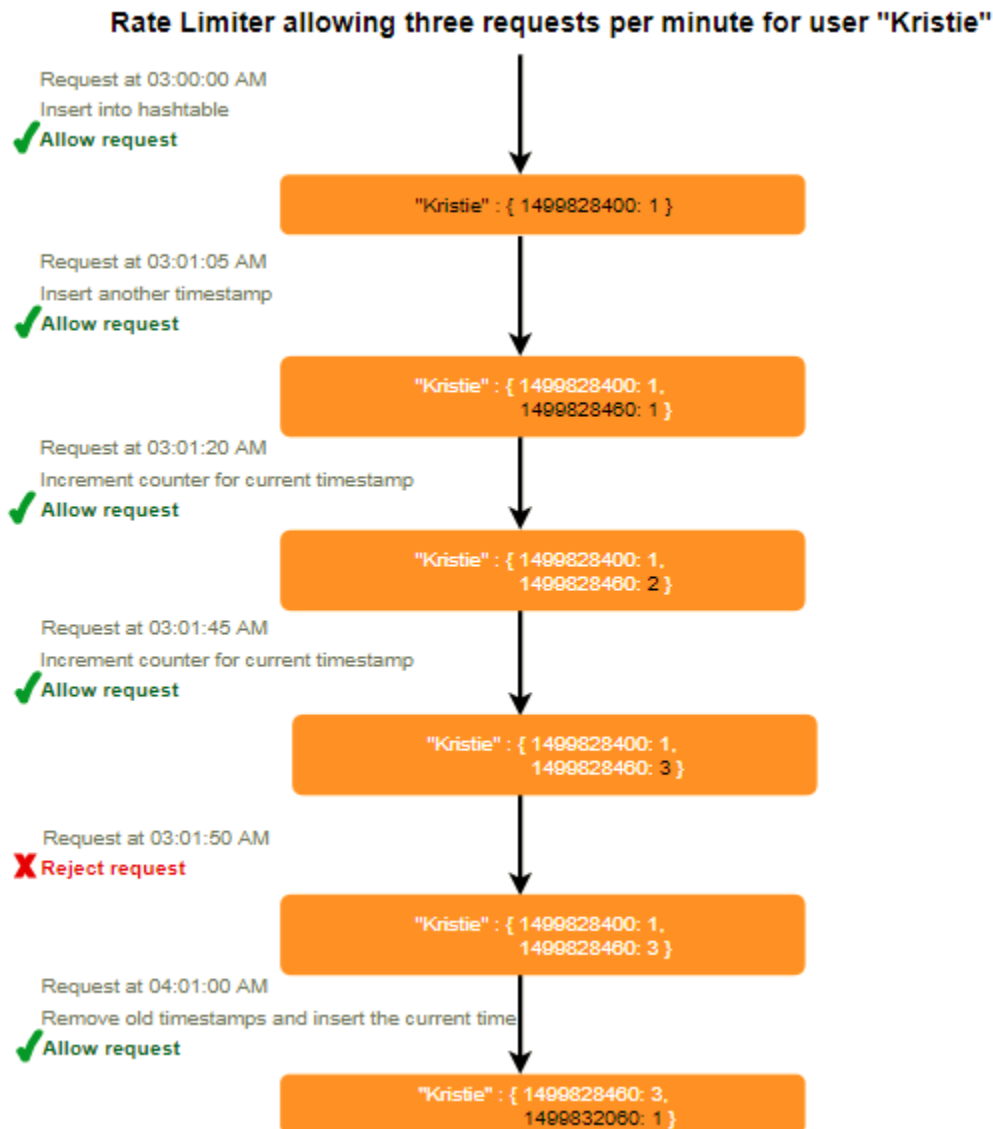 Rate Limiter allowing three requests per minute for user "Kristie"
Request at 03:00:00 AM
Insert into hashtable
Allow request
"Kristie" : { 1499828400: 1 }
Request at 03:01:05 AM
Insert another timestamp
Allow request
"Kristie" : { 1499828400: 1,
1499828460: 1 }
Request at 03:01:20 AM
Increment counter for current timestamp
Allow request
"Kristie" : { 1499828400: 1,
1499828460: 2 }
Request at 03:01:45 AM
Increment counter for current timestamp
Allow request
"Kristie" : { 1499828400: 1,
1499828460: 3 }
Request at 03:01:50 AM
X Reject request
"Kristie" : { 1499828400: 1,
1499828460: 3 }
Request at 04:01:00 AM
Remove old timestamps and insert the current time
Allow request
"Kristie" : { 1499828460: 3,
1499832060: 1 }